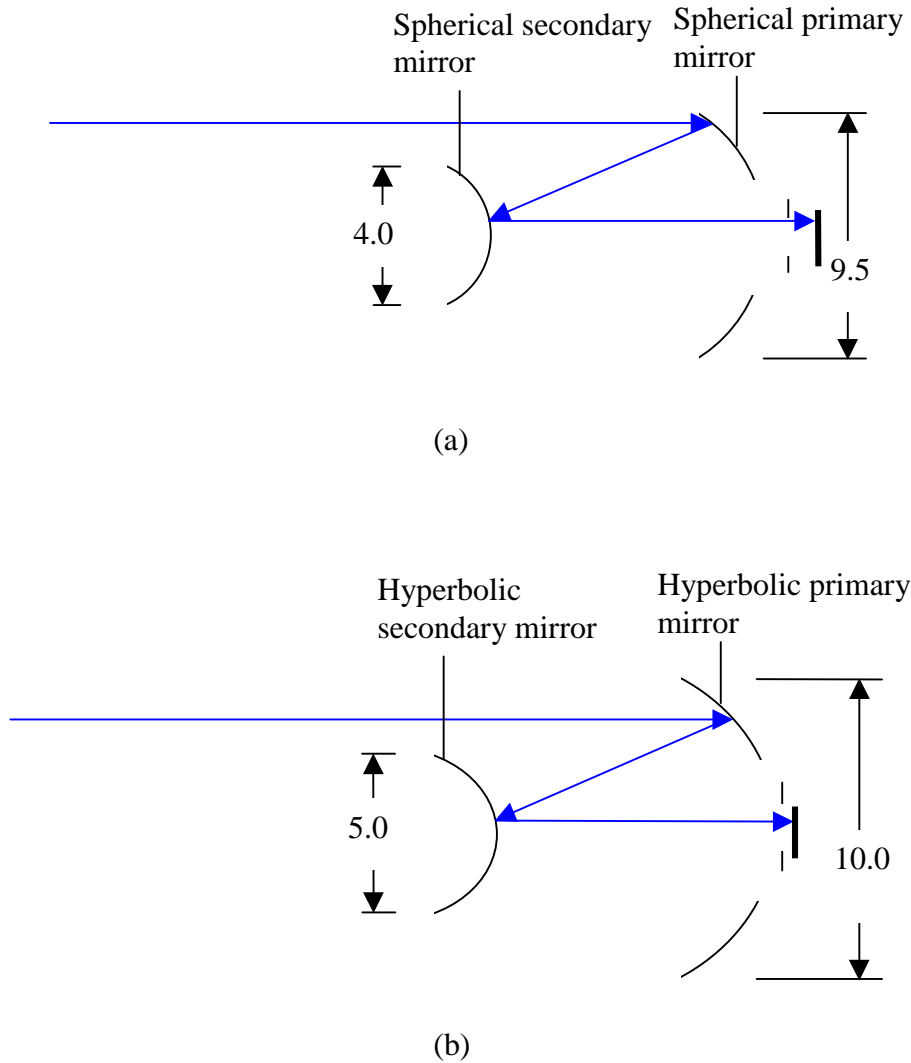 Spherical secondary
mirror
Spherical primary
mirror
4.0
9.5
(a)
Hyperbolic
secondary mirror
Hyperbolic primary
mirror
5.0
10.0
(b)